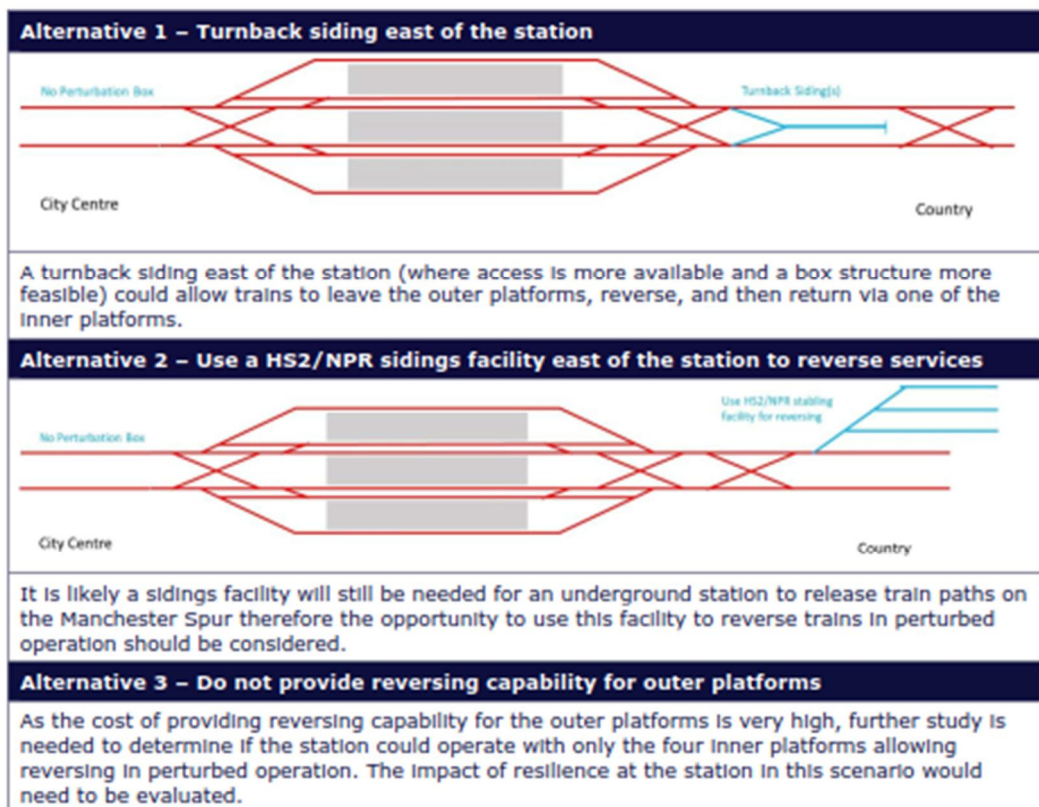 Alternative 1 – Turnback siding east of the station
No Perturbation Box
Turnback Siding(s)
City Centre
Country
A turnback siding east of the station (where access is more available and a box structure more
feasible) could allow trains to leave the outer platforms, reverse, and then return via one of the
inner platforms.
Alternative 2 – Use a HS2/NPR sidings facility east of the station to reverse services
Use HS2/NPR stabling
facility for reversing
No Perturbation Box
City Centre
Country
It is likely a sidings facility will still be needed for an underground station to release train paths on
the Manchester Spur therefore the opportunity to use this facility to reverse trains in perturbed
operation should be considered.
Alternative 3 – Do not provide reversing capability for outer platforms
As the cost of providing reversing capability for the outer platforms is very high, further study is
needed to determine if the station could operate with only the four inner platforms allowing
reversing in perturbed operation. The impact of resilience at the station in this scenario would
need to be evaluated.